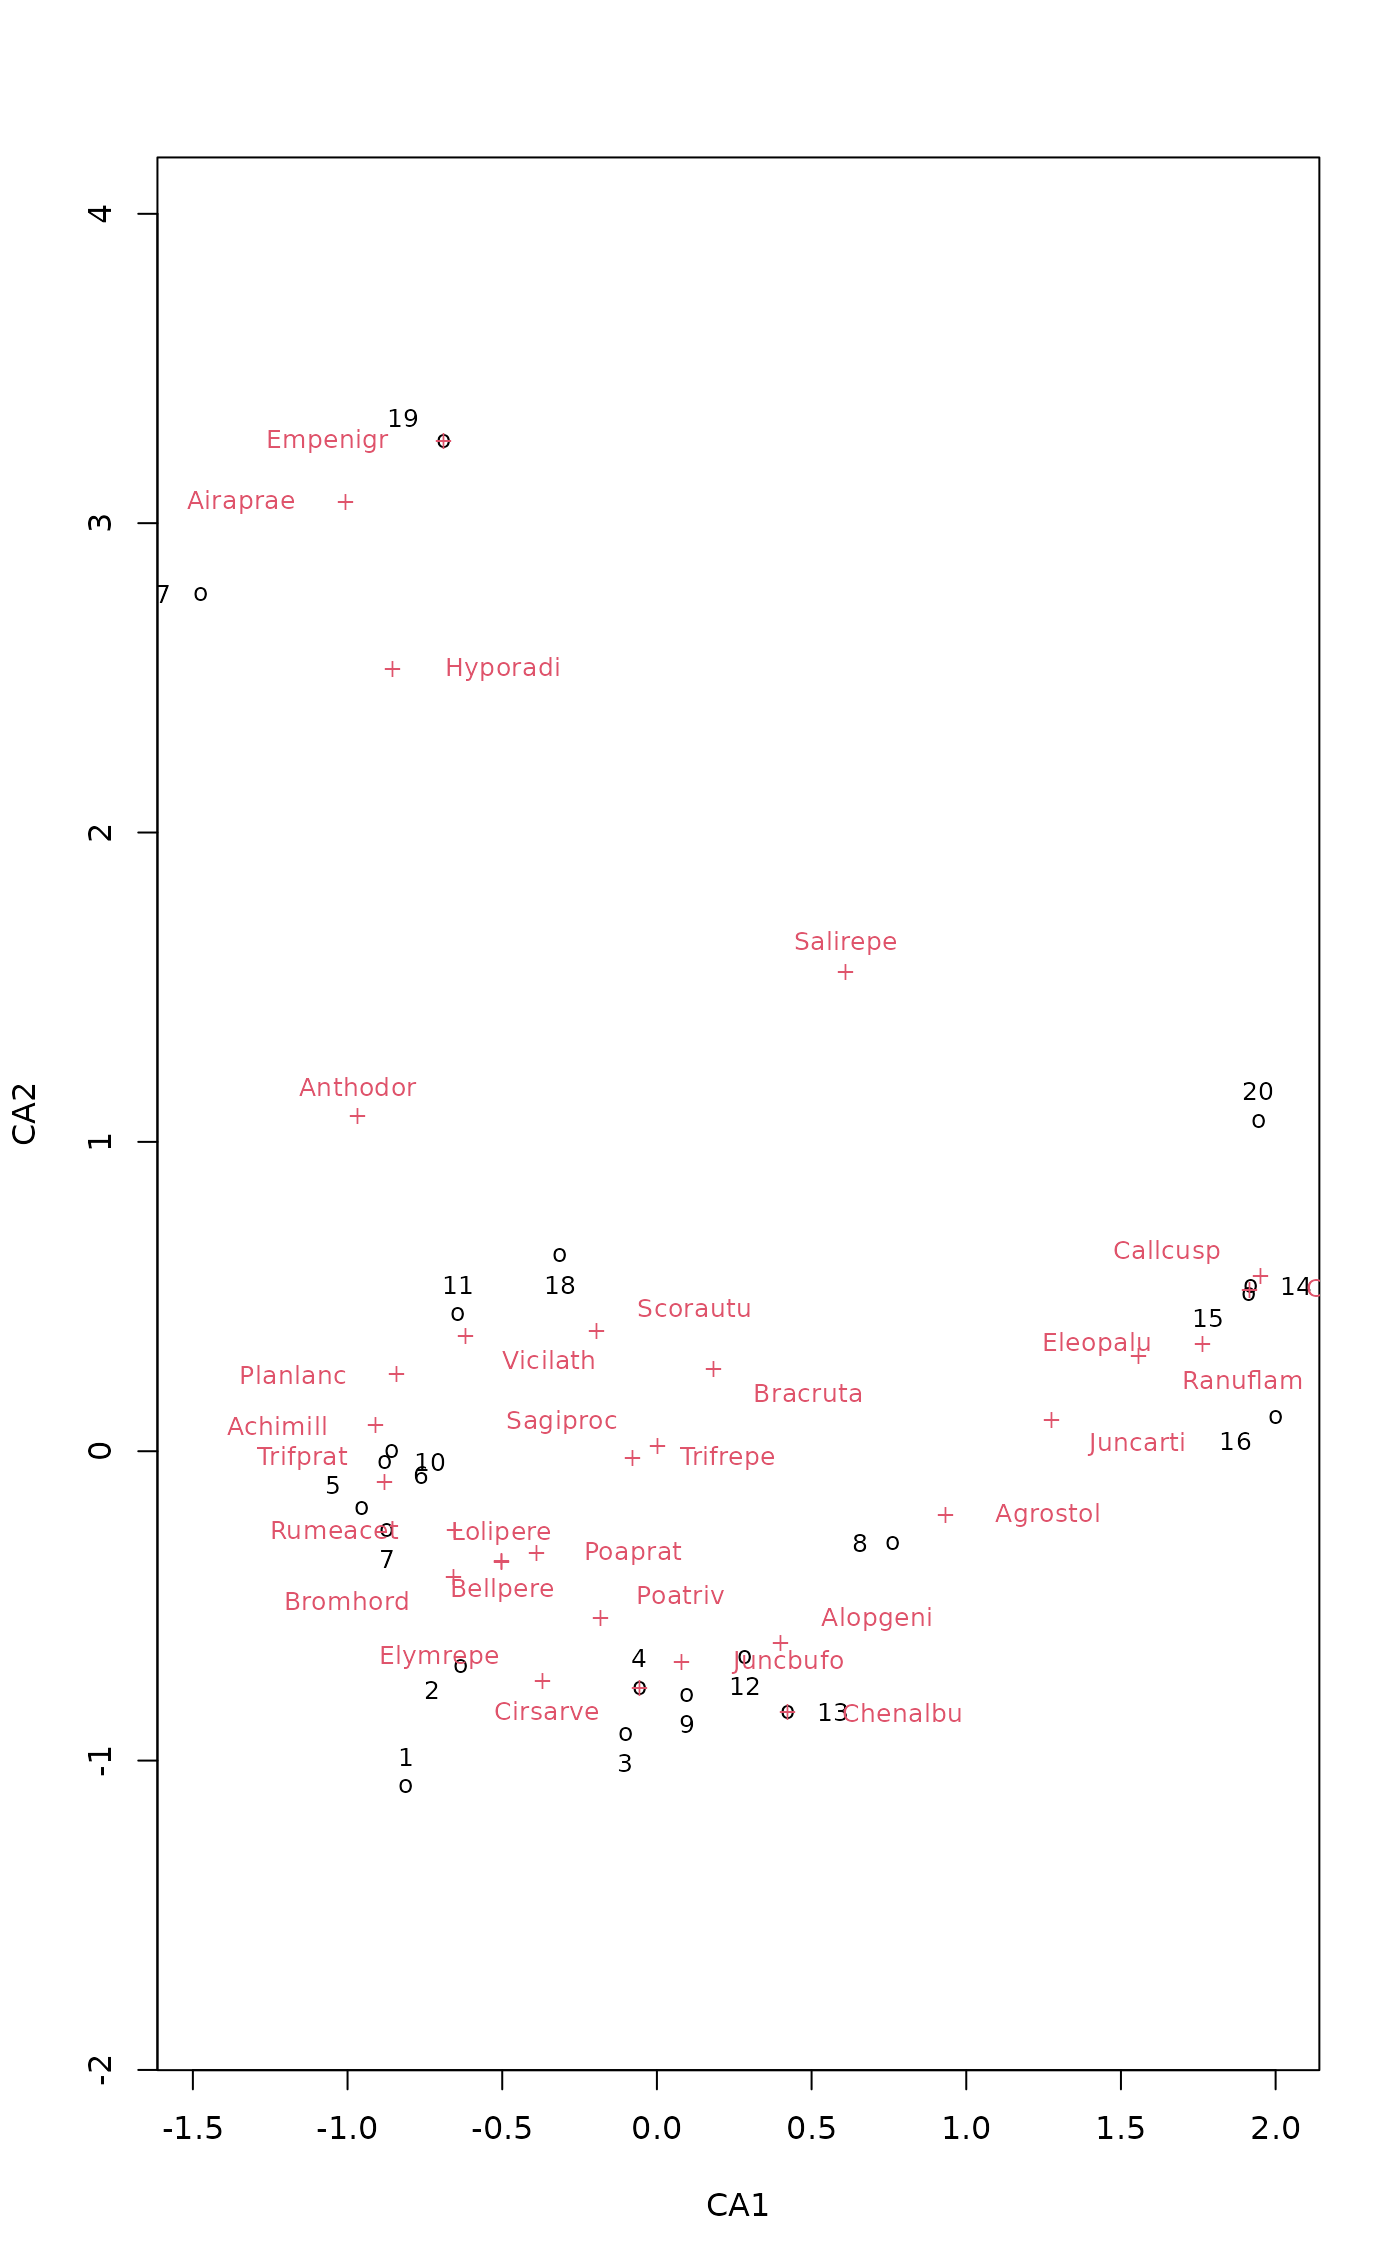 4
19
Empenigr
Airaprae
3
7
Hyporadi
2
Salirepe
CA2
Anthodor
20
1
Callcusp
11
18
14
C
Scorautu
15
Eleopalu
Vicilath
Planlanc
Ranuflam
Bracruta
Achimill
Sagiproc
Juncarti
16
0
Trifprat
10
Trifrepe
5
6
Agrostol
Rumeacet
Lolipere
8
7
Poaprat
Bellpere
Bromhord
Poatriv
Alopgeni
Elymrepe
4
Juncbufo
2
12
Cirsarve
9
13
Chenalbu
1
3
-1
-2
-1.5 -1.0 -0.5 0.0 0.5 1.0 1.5 2.0
CA1